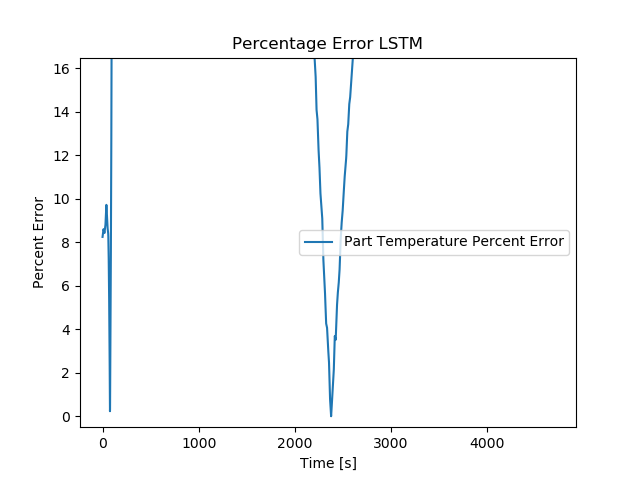 Percentage Error LSTM
16
14
12
10
8
6
4
2
0
Percent Error
Part Temperature Percent Error
0 1000 2000 3000 4000
Time [s]